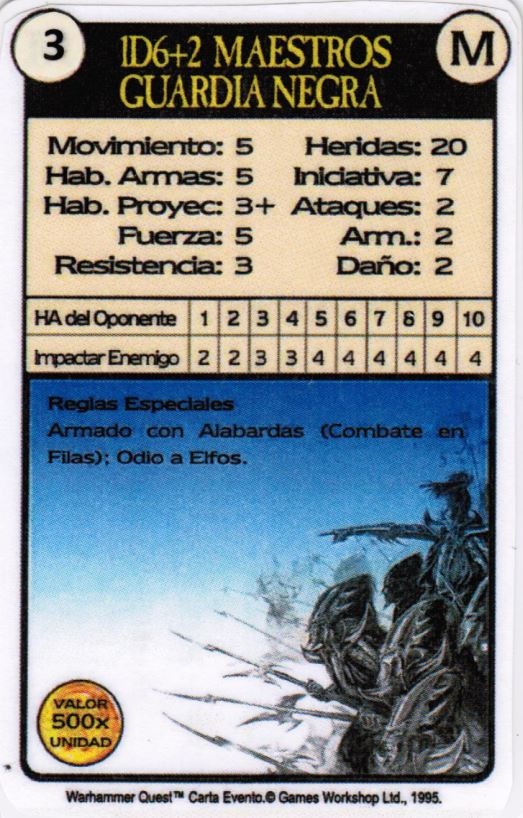 3
M
1D6+2 MAESTROS
GUARDIA NEGRA
Movimiento: 5 Heridas: 20
Hab. Armas: 5 Iniciativa: 7
Hab. Proyec: 3+ Ataques: 2
Fuerza: 5 Arm.: 2
Resistencia: 3 Daño: 2
HA del Oponente 1 2 3 4 5 6 7 8 9 10
Impactar Enemigo 2 2 3 3 4 4 4 4 4 4
Reglas Especiales
Armado con Alabardas (Combate en
Filas); Odio a Elfos.
VALOR
500x
UNIDAD
Warhammer Quest™ Carta Evento.© Games Workshop Ltd., 1995.